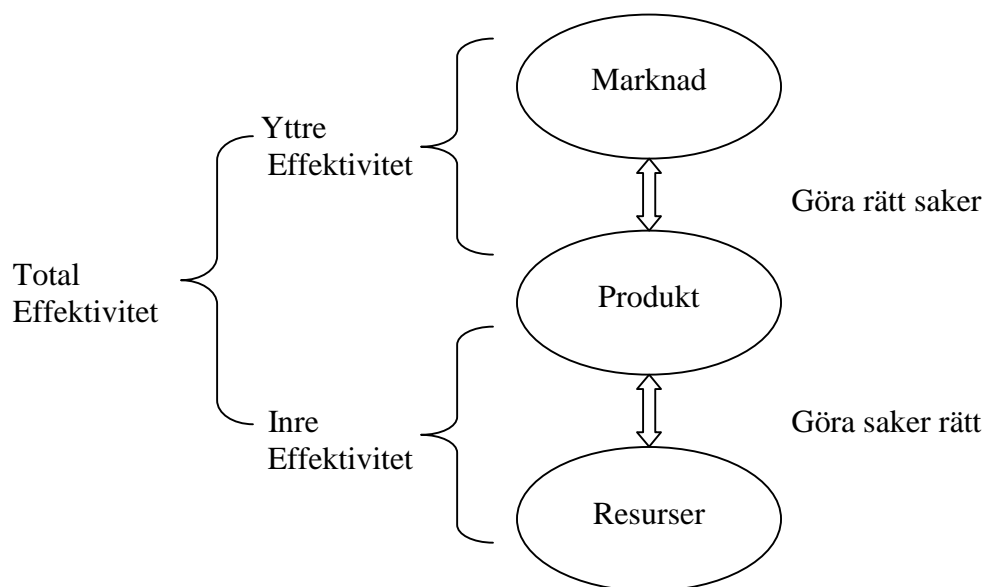 Marknad
Yttre
Effektivitet
Göra rätt saker
Total
Effektivitet
Produkt
Inre
Effektivitet
Göra saker rätt
Resurser